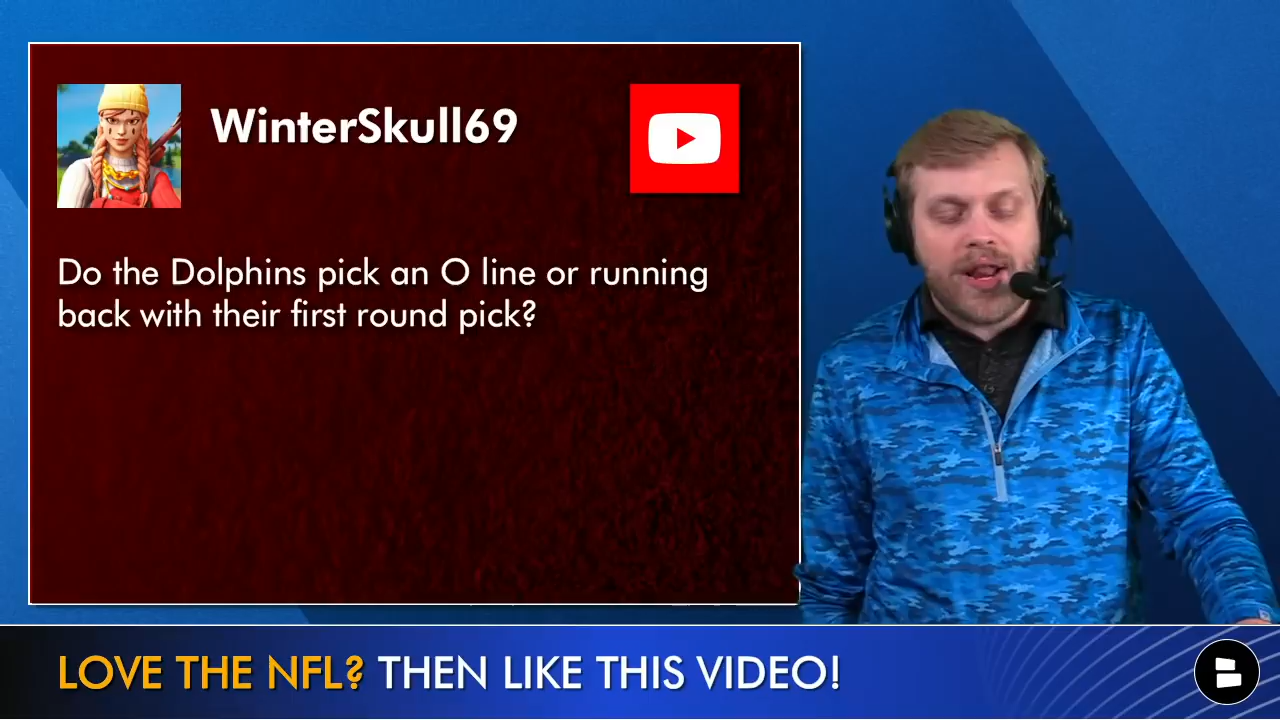 WinterSkull69
Do the Dolphins pick an O line or running
back with their first round pick?
LOVE THE NFL? THEN LIKE THIS VIDEO!